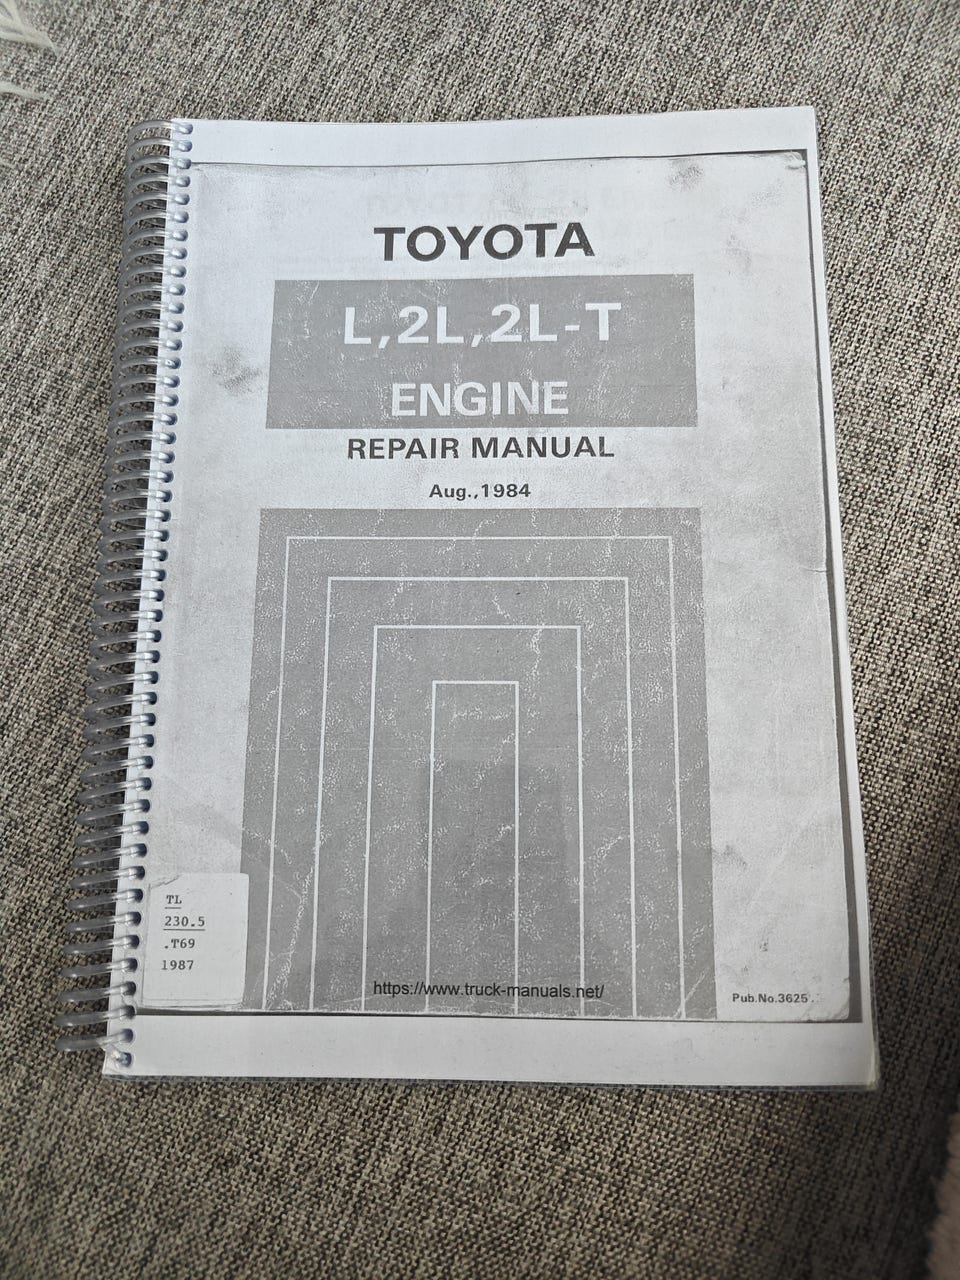 TOYOTA
L,2L,2L-T
ENGINE
REPAIR MANUAL
Aug.,1984
TL
230.5
.T69
1987
https://www.truck-manuals.net/
Pub.No.3625